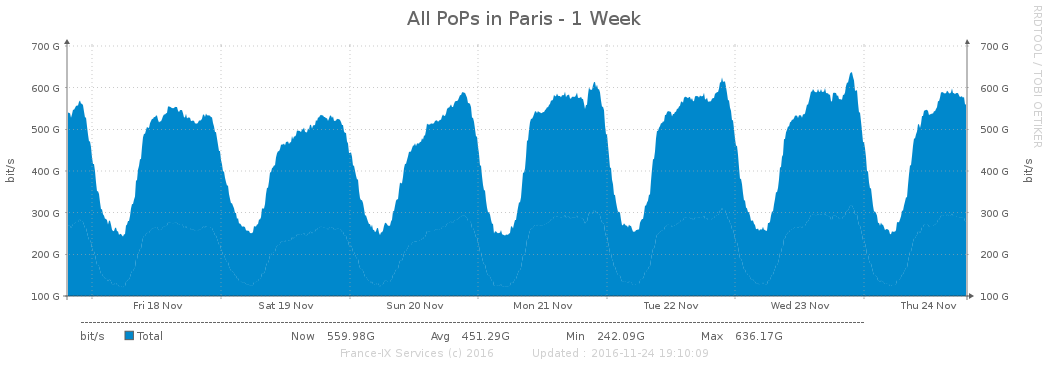 All PoPs in Paris - 1 Week
RRDTOOL / TOBI OETIKER
700 G 700 G
600 G 600 G
500 G 500 G
400 G 400 G
300 G 300 G
200 G 200 G
100 G 100 G
bit/s bit/s
Fri 18 Nov Sat 19 Nov Sun 20 Nov Mon 21 Nov Tue 22 Nov Wed 23 Nov Thu 24 Nov
bit/s Total Now 559.98G Avg 451.29G Min 242.09G Max 636.17G
France-IX Services (c) 2016 Updated : 2016-11-24 19:10:09